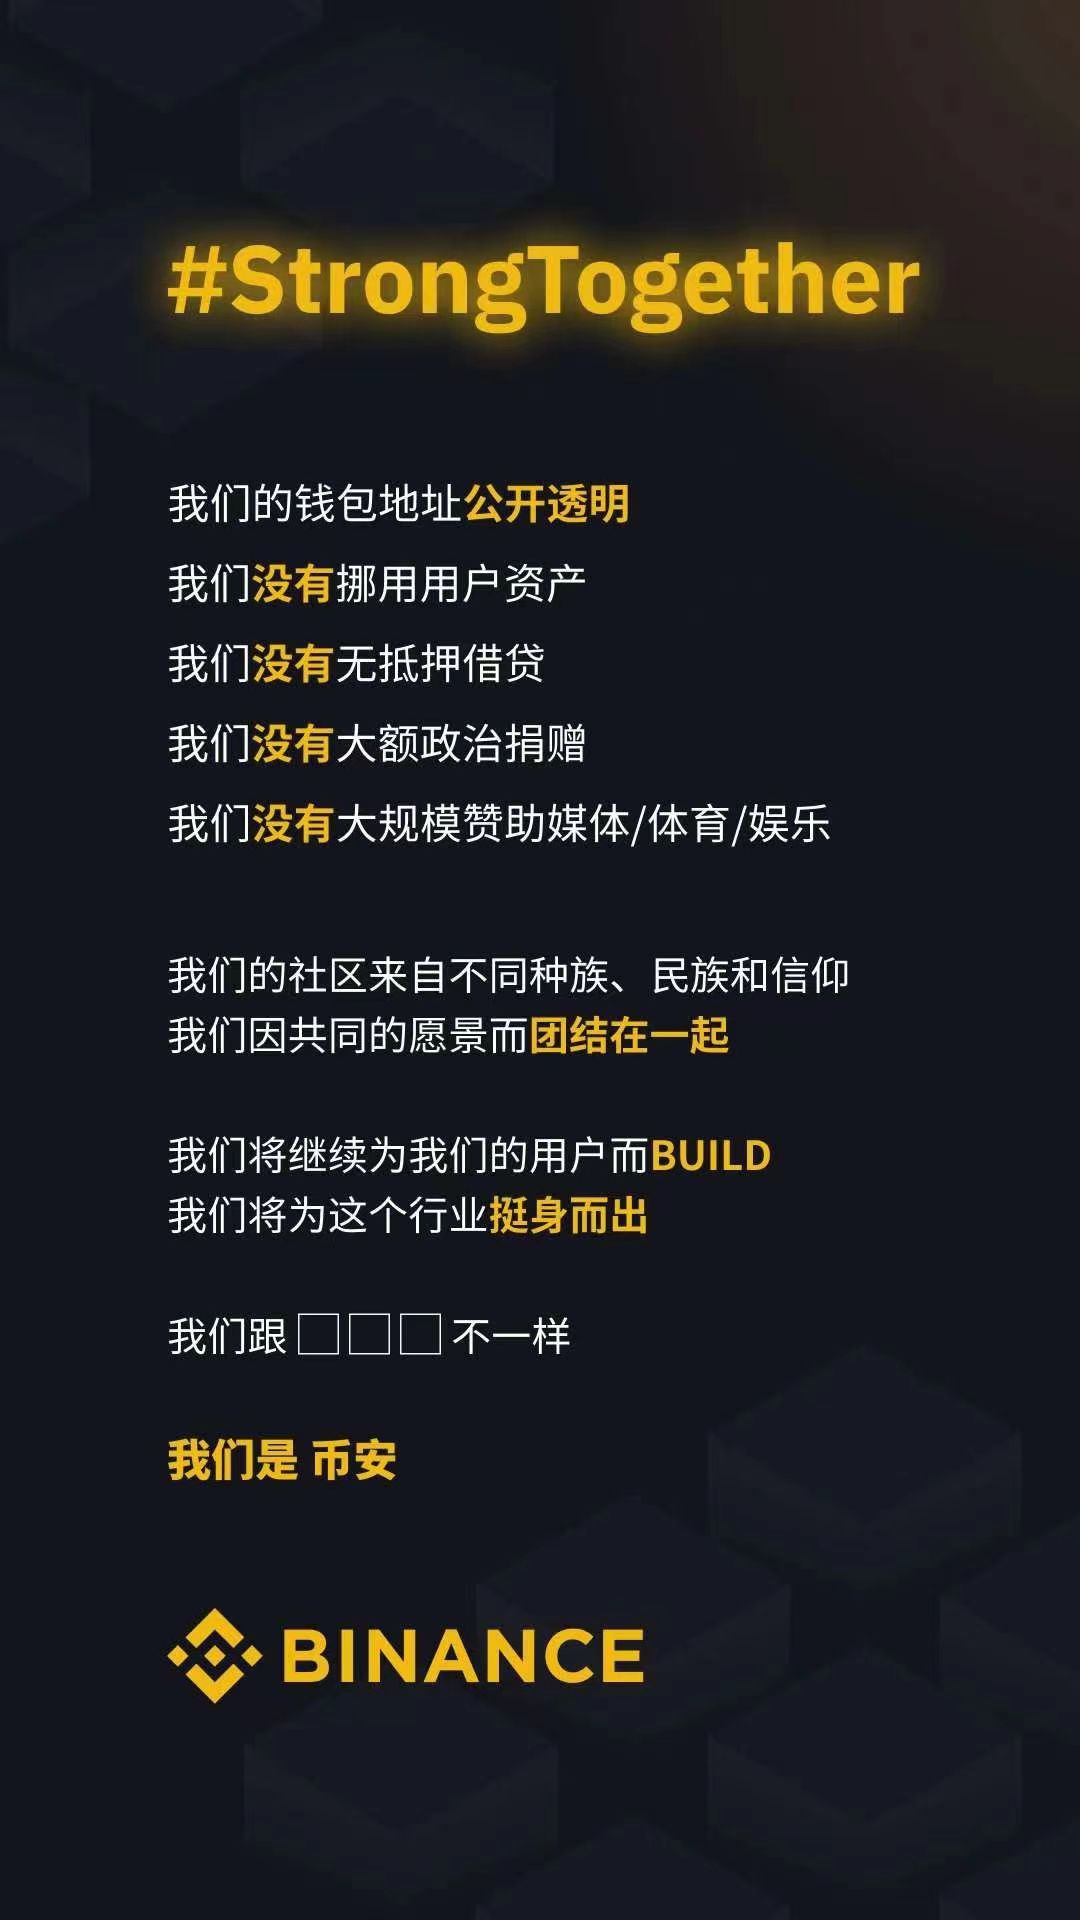 #StrongTogether
我们的钱包地址公开透明
我们没有挪用用户资产
我们没有无抵押借贷
我们没有大额政治捐赠
我们没有大规模赞助媒体/体育/娱乐
我们的社区来自不同种族、民族和信仰
我们因共同的愿景而团结在一起
我们将继续为我们的用户而BUILD
我们将为这个行业挺身而出
我们跟 □ □ □ 不一样
我们是 币安
BINANCE